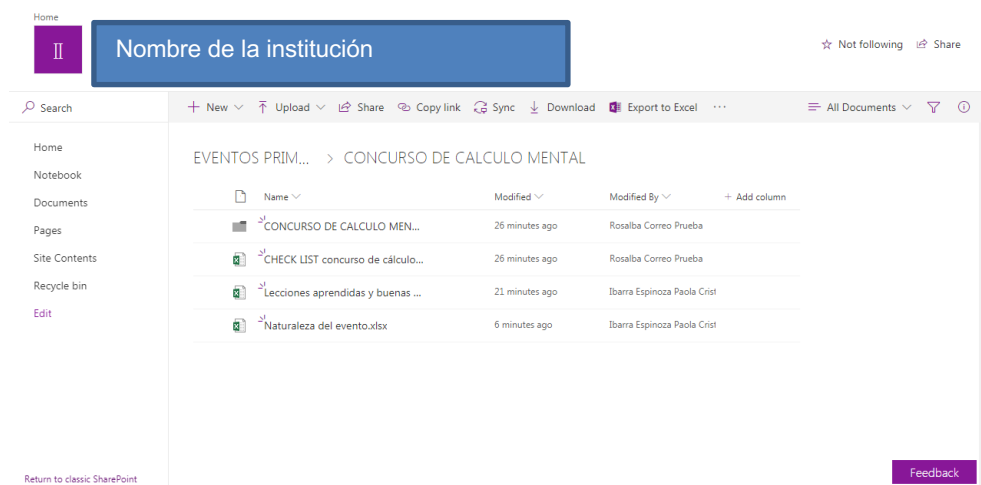 Home
II
Nombre de la institución
Not following Share
Search
New Upload Share Copy link Sync Download Export to Excel ··· All Documents
Home
Notebook
Documents
Pages
Site Contents
Recycle bin
Edit
EVENTOS PRIM... > CONCURSO DE CALCULO MENTAL
Name Modified Modified By + Add column
CONCURSO DE CALCULO MEN... 26 minutes ago Rosalba Correo Prueba
CHECK LIST concurso de cálculo... 26 minutes ago Rosalba Correo Prueba
Lecciones aprendidas y buenas ... 21 minutes ago Ibarra Espinoza Paola Crist
Naturaleza del evento.xlsx 6 minutes ago Ibarra Espinoza Paola Crist
Return to classic SharePoint
Feedback